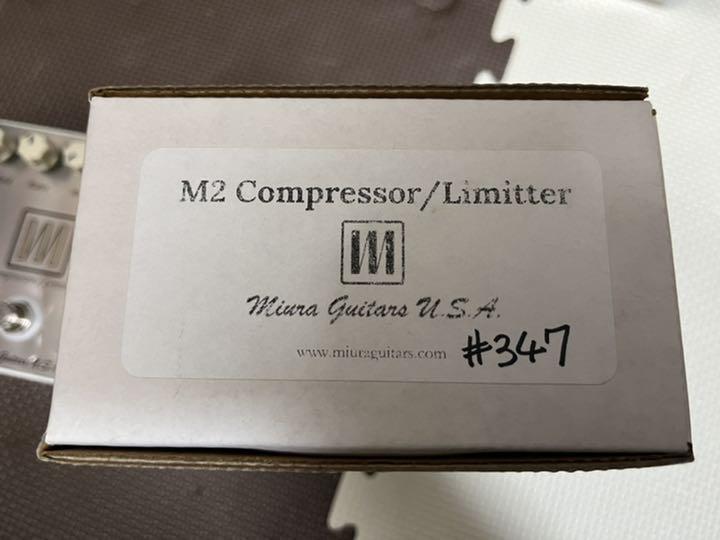 M2 Compressor/Limitter
M
Miura Guitars U.S.A.
www.miuraguitars.com #347